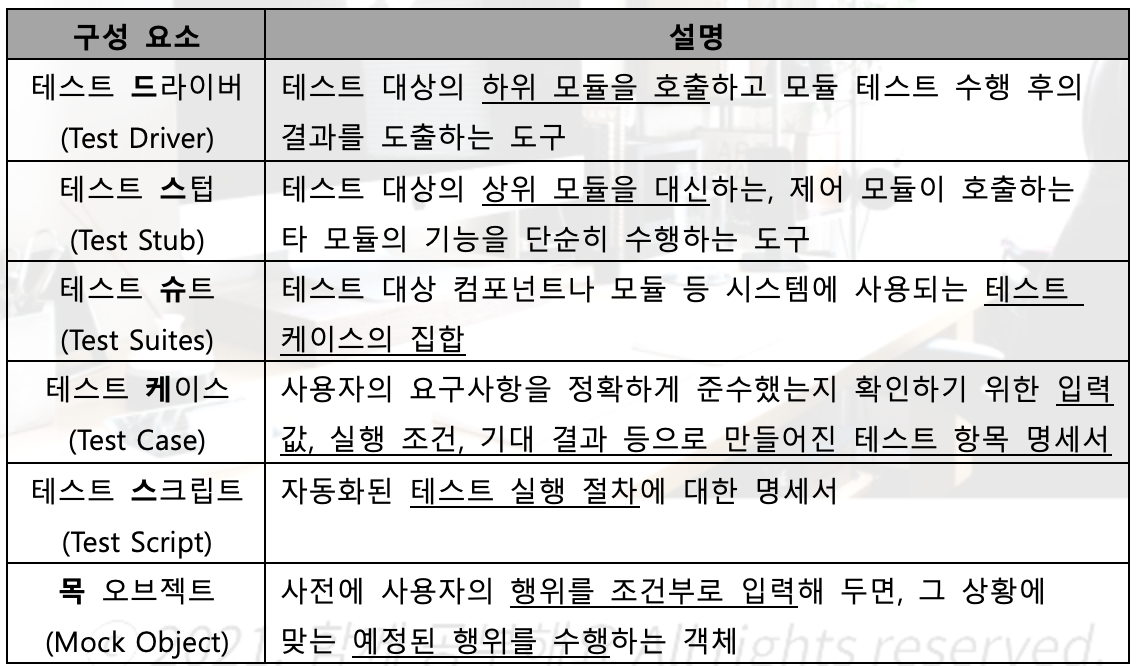 구성 요소 설명
테스트 드라이버
(Test Driver)
테스트 대상의 하위 모듈을 호출하고 모듈 테스트 수행 후의
결과를 도출하는 도구
테스트 스텁
(Test Stub)
테스트 대상의 상위 모듈을 대신하는, 제어 모듈이 호출하는
타 모듈의 기능을 단순히 수행하는 도구
테스트 슈트
(Test Suites)
테스트 대상 컴포넌트나 모듈 등 시스템에 사용되는 테스트
케이스의 집합
테스트 케이스
(Test Case)
사용자의 요구사항을 정확하게 준수했는지 확인하기 위한 입력
값, 실행 조건, 기대 결과 등으로 만들어진 테스트 항목 명세서
테스트 스크립트
(Test Script)
자동화된 테스트 실행 절차에 대한 명세서
목 오브젝트
(Mock Object)
사전에 사용자의 행위를 조건부로 입력해 두면, 그 상황에
맞는 예정된 행위를 수행하는 객체
All rights reserved.